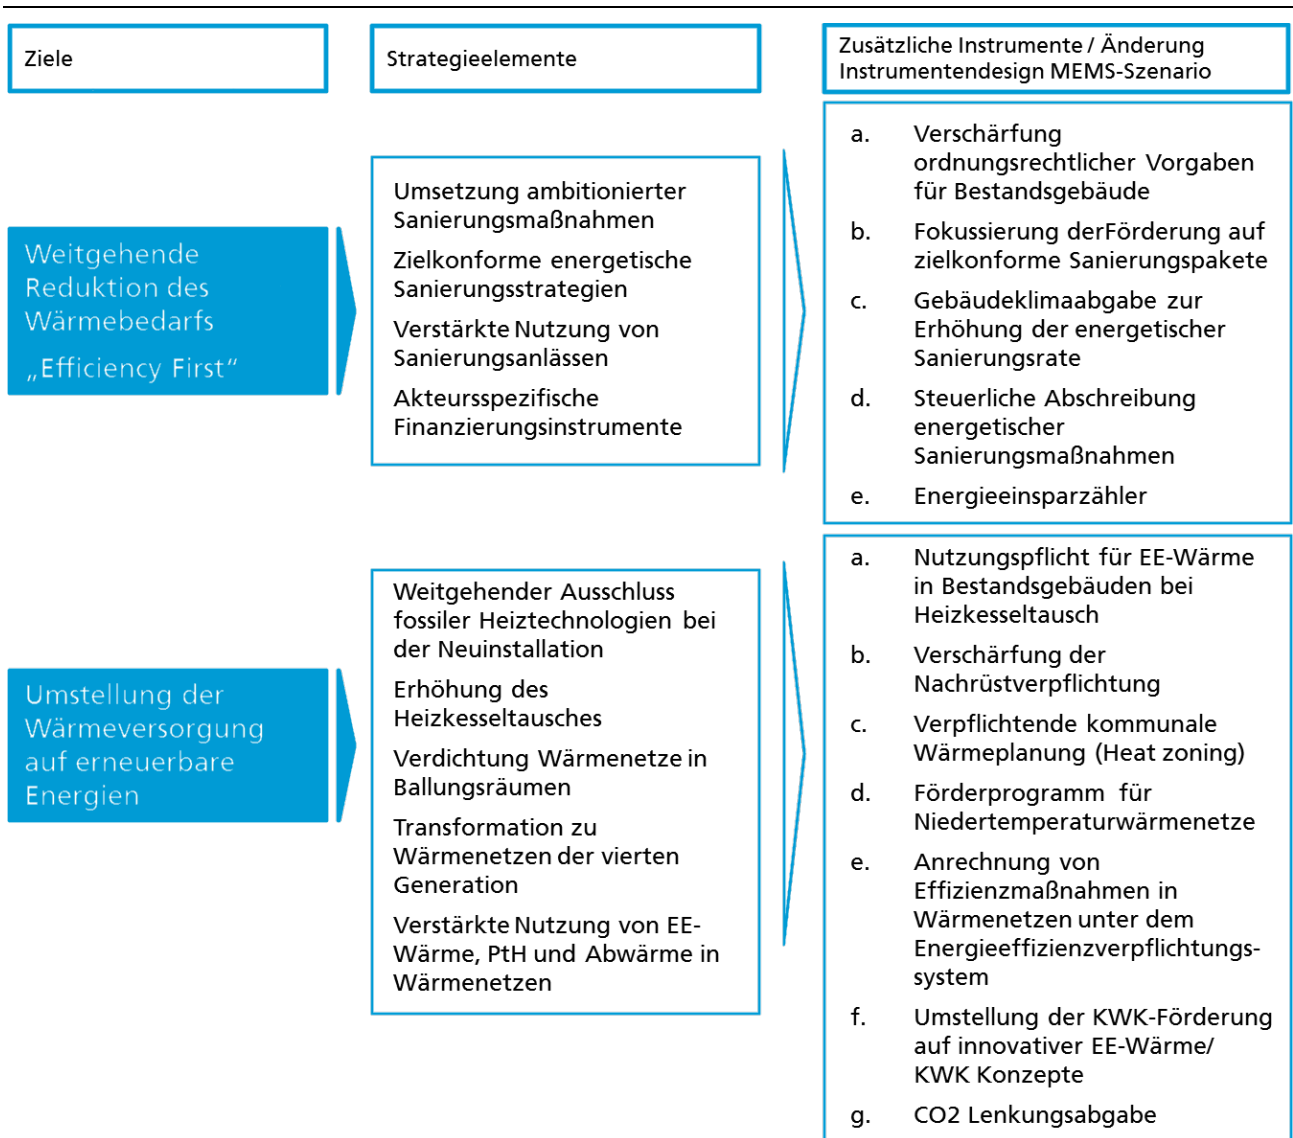 Ziele
Strategieelemente
Zusätzliche Instrumente / Änderung
Instrumentendesign MEMS-Szenario
Weitgehende
Reduktion des
Wärmebedarfs
„Efficiency First“
Umsetzung ambitionierter
Sanierungsmaßnahmen
Zielkonforme energetische
Sanierungsstrategien
Verstärkte Nutzung von
Sanierungsanlässen
Akteursspezifische
Finanzierungsinstrumente
a. Verschärfung
ordnungsrechtlicher Vorgaben
für Bestandsgebäude
b. Fokussierung derFörderung auf
zielkonforme Sanierungspakete
c. Gebäudeklimaabgabe zur
Erhöhung der energetischer
Sanierungsrate
d. Steuerliche Abschreibung
energetischer
Sanierungsmaßnahmen
e. Energieeinsparzähler
Umstellung der
Wärmeversorgung
auf erneuerbare
Energien
Weitgehender Ausschluss
fossiler Heiztechnologien bei
der Neuinstallation
Erhöhung des
Heizkesseltausches
Verdichtung Wärmenetze in
Ballungsräumen
Transformation zu
Wärmenetzen der vierten
Generation
Verstärkte Nutzung von EE-
Wärme, PtH und Abwärme in
Wärmenetzen
a. Nutzungspflicht für EE-Wärme
in Bestandsgebäuden bei
Heizkesseltausch
b. Verschärfung der
Nachrüstverpflichtung
c. Verpflichtende kommunale
Wärmeplanung (Heat zoning)
d. Förderprogramm für
Niedertemperaturwärmenetze
e. Anrechnung von
Effizienzmaßnahmen in
Wärmenetzen unter dem
Energieeffizienzverpflichtungs-
system
f. Umstellung der KWK-Förderung
auf innovativer EE-Wärme/
KWK Konzepte
g. CO2 Lenkungsabgabe